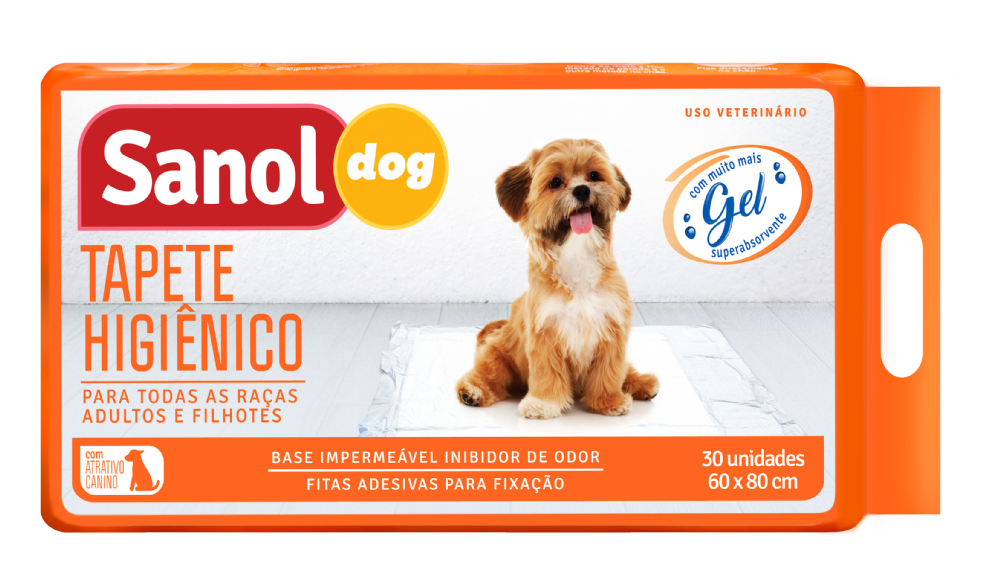 Sanol dog
USO VETERINÁRIO
com muito mais
Gel
superabsorvente
TAPETE
HIGIÊNICO
PARA TODAS AS RAÇAS
ADULTOS E FILHOTES
com
ATRATIVO
CANINO
BASE IMPERMEÁVEL INIBIDOR DE ODOR
FITAS ADESIVAS PARA FIXAÇÃO
30 unidades
60 x 80 cm